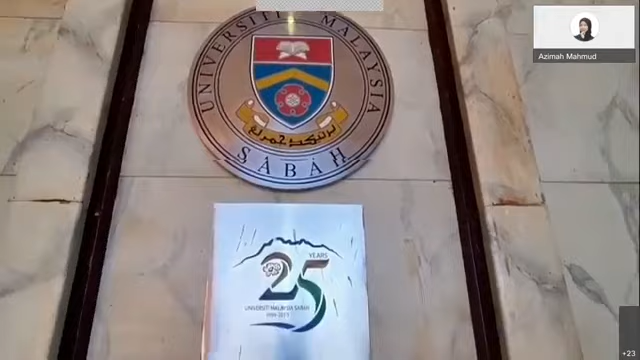 UNIVERSITI MALAYSIA
SABAH
25
YEARS
UNIVERSITI MALAYSIA SABAH
Azimah Mahmud
+23